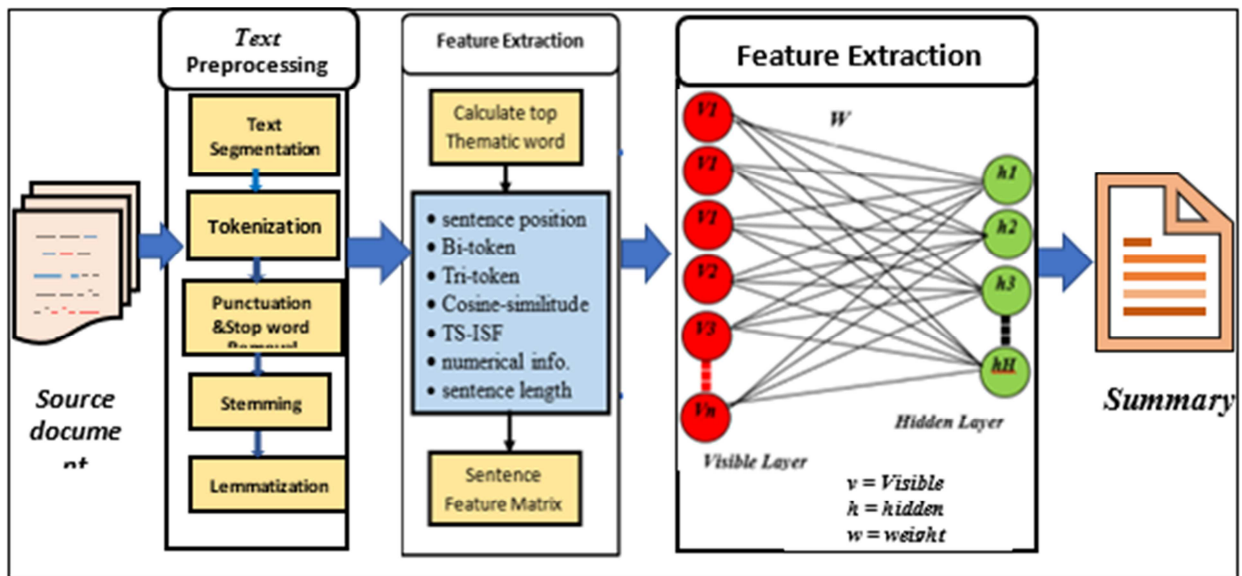 Source
docume
nt
Text
Preprocessing
Text
Segmentation
Tokenization
Punctuation
&Stop word
Removal
Stemming
Lemmatization
Feature Extraction
Calculate top
Thematic word
• sentence position
• Bi-token
• Tri-token
• Cosine-similitude
• TS-ISF
• numerical info.
• sentence length
Sentence
Feature Matrix
Feature Extraction
V1
V1
V1
V2
V3
Vn
W
h1
h2
h3
hH
Hidden Layer
Visible Layer
v = Visible
h = hidden
w = weight
Summary